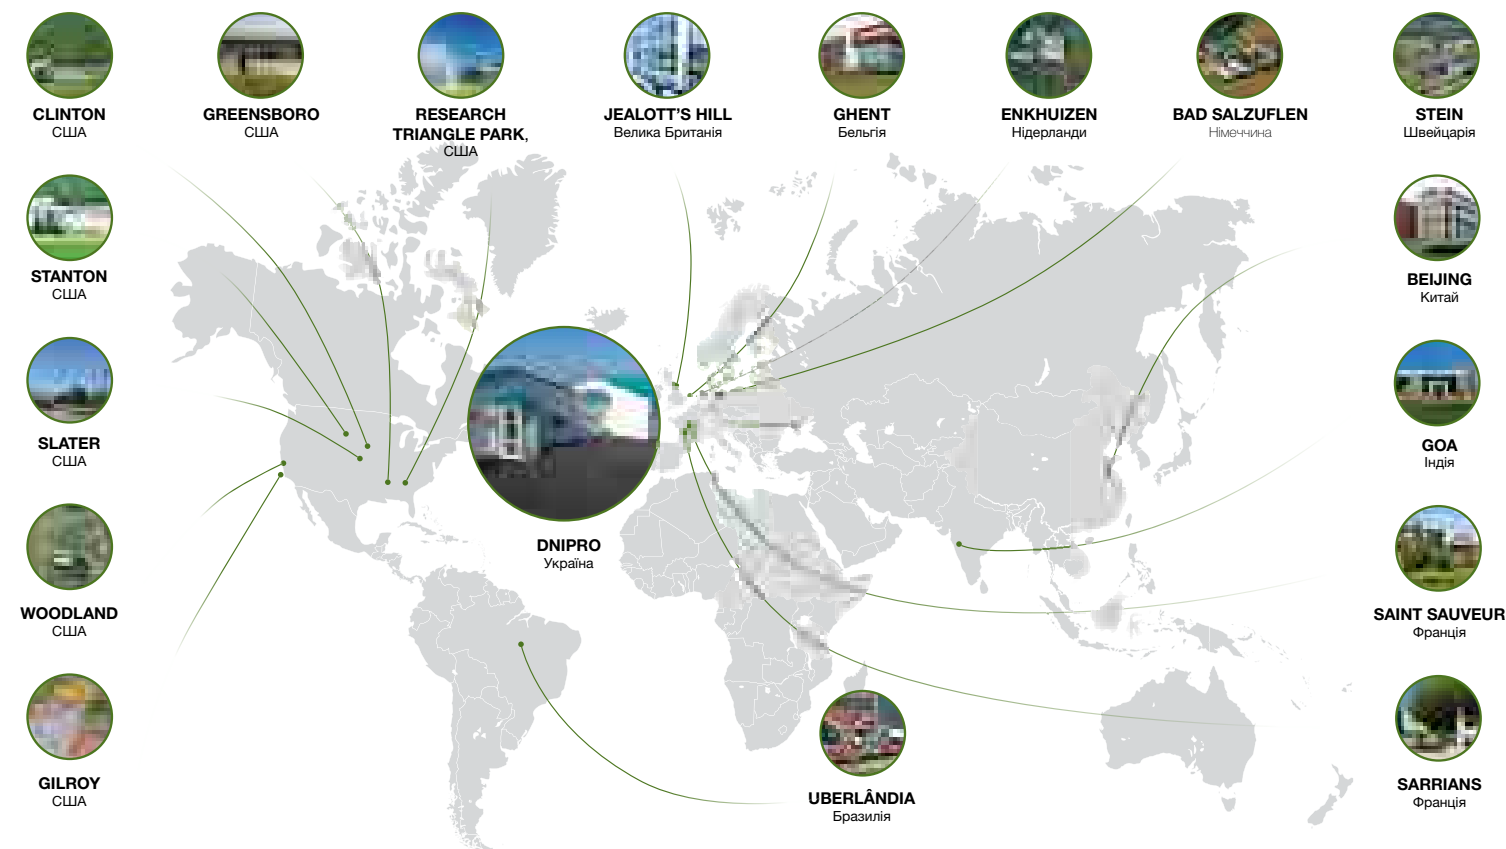 CLINTON
США
GREENSBORO
США
RESEARCH
TRIANGLE PARK,
США
JEALOTT’S HILL
Велика Британія
GHENT
Бельгія
ENKHUIZEN
Нідерланди
BAD SALZUFLEN
Німеччина
STEIN
Швейцарія
STANTON
США
BEIJING
Китай
SLATER
США
GOA
Індія
DNIPRO
Україна
WOODLAND
США
SAINT SAUVEUR
Франція
GILROY
США
UBERLÂNDIA
Бразилія
SARRIANS
Франція